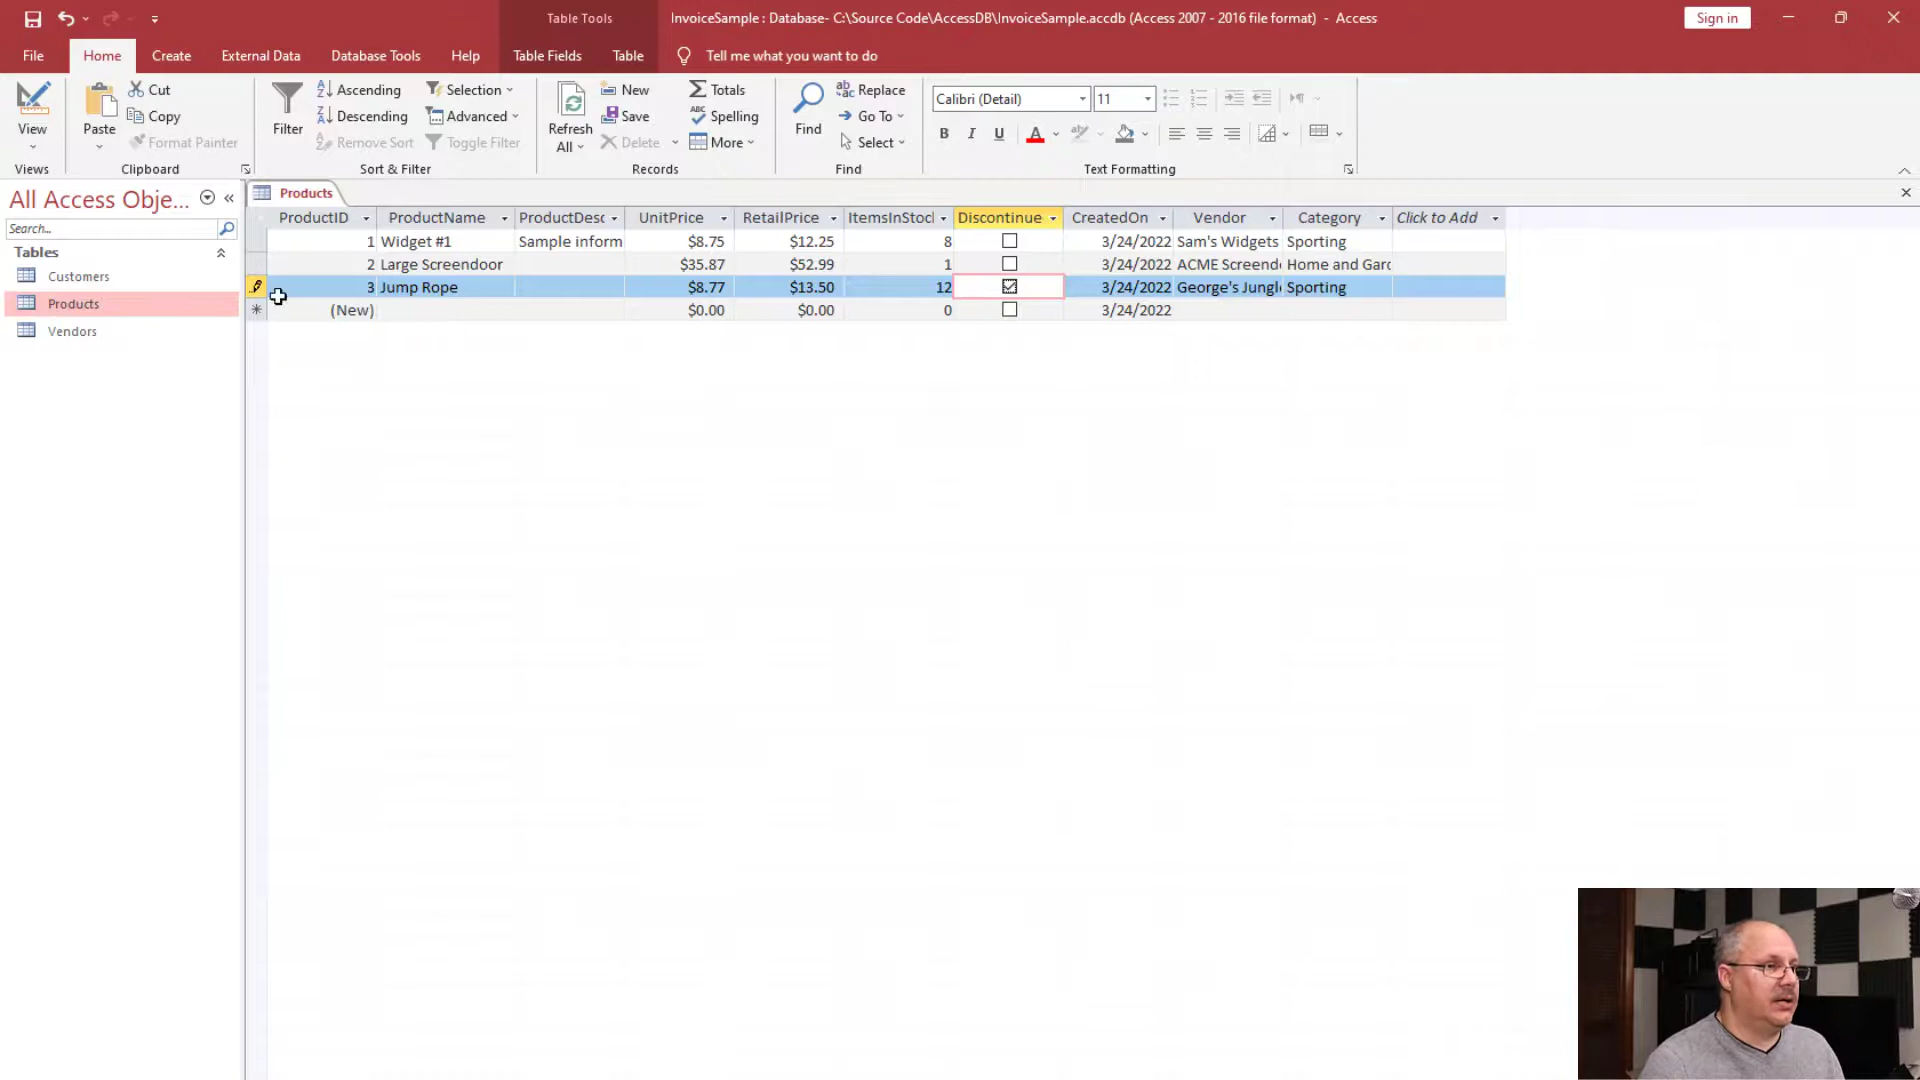 Table Tools
InvoiceSample : Database- C:\Source Code\AccessDB\InvoiceSample.accdb (Access 2007 - 2016 file format) - Access
Sign in
File Home Create External Data Database Tools Help Table Fields Table Tell me what you want to do
View
Views
Paste
Cut
Copy
Format Painter
Clipboard
Filter
Ascending
Descending
Remove Sort
Selection
Advanced
Toggle Filter
Sort & Filter
Refresh
All
New
Save
Delete
Totals
Spelling
More
Records
Find
Replace
Go To
Select
Find
Calibri (Detail) 11
B I U A
Text Formatting
All Access Obje...
Search...
Tables
Customers
Products
Vendors
Products
ProductID ProductName ProductDesc UnitPrice RetailPrice ItemsInStock Discontinue CreatedOn Vendor Category Click to Add
1 Widget #1 Sample inform $8.75 $12.25 8 3/24/2022 Sam's Widgets Sporting
2 Large Screendoor $35.87 $52.99 1 3/24/2022 ACME Screend Home and Gard
3 Jump Rope $8.77 $13.50 12 3/24/2022 George's Jungl Sporting
(New) $0.00 $0.00 0 3/24/2022